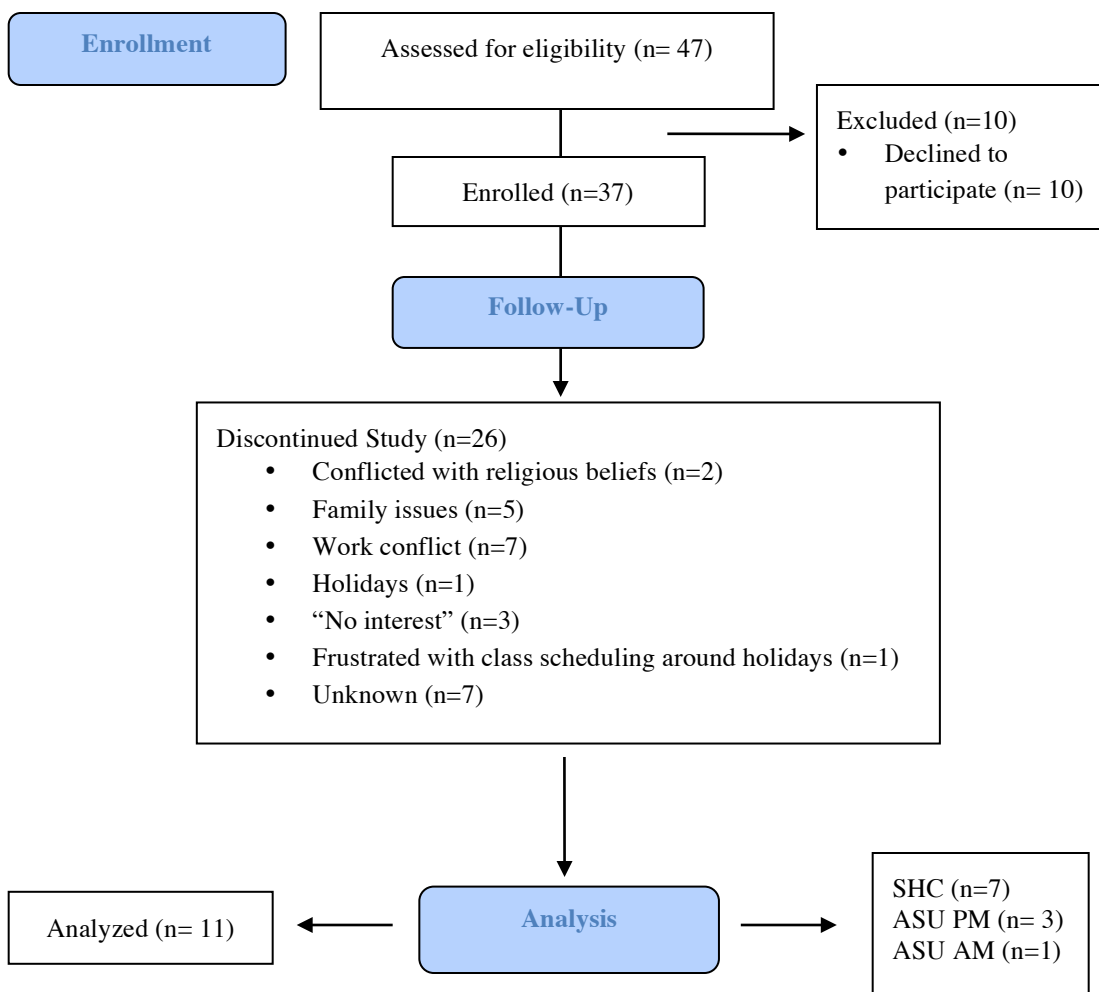 Enrollment
Assessed for eligibility (n= 47)
Excluded (n=10)
• Declined to
participate (n= 10)
Enrolled (n=37)
Follow-Up
Discontinued Study (n=26)
• Conflicted with religious beliefs (n=2)
• Family issues (n=5)
• Work conflict (n=7)
• Holidays (n=1)
• “No interest” (n=3)
• Frustrated with class scheduling around holidays (n=1)
• Unknown (n=7)
Analysis
Analyzed (n= 11)
SHC (n=7)
ASU PM (n= 3)
ASU AM (n=1)